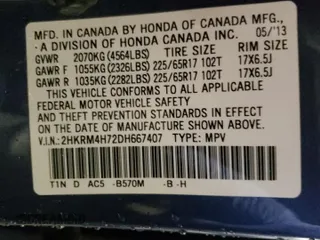 MFD. IN CANADA BY HONDA OF CANADA MFG.,
- A DIVISION OF HONDA CANADA INC. 05/'13
GVWR 2070KG (4564LBS) TIRE SIZE RIM SIZE
GAWR F 1055KG (2326LBS) 225/65R17 102T 17X6.5J
GAWR R 1035KG (2282LBS) 225/65R17 102T 17X6.5J
THIS VEHICLE CONFORMS TO ALL APPLICABLE
FEDERAL MOTOR VEHICLE SAFETY AND
THEFT PREVENTION STANDARDS IN EFFECT ON THE
DATE OF MANUFACTURE SHOWN ABOVE.
V.I.N.: 2HKRM4H72DH667407 TYPE: MPV
T1N D AC5 -B570M -B -H